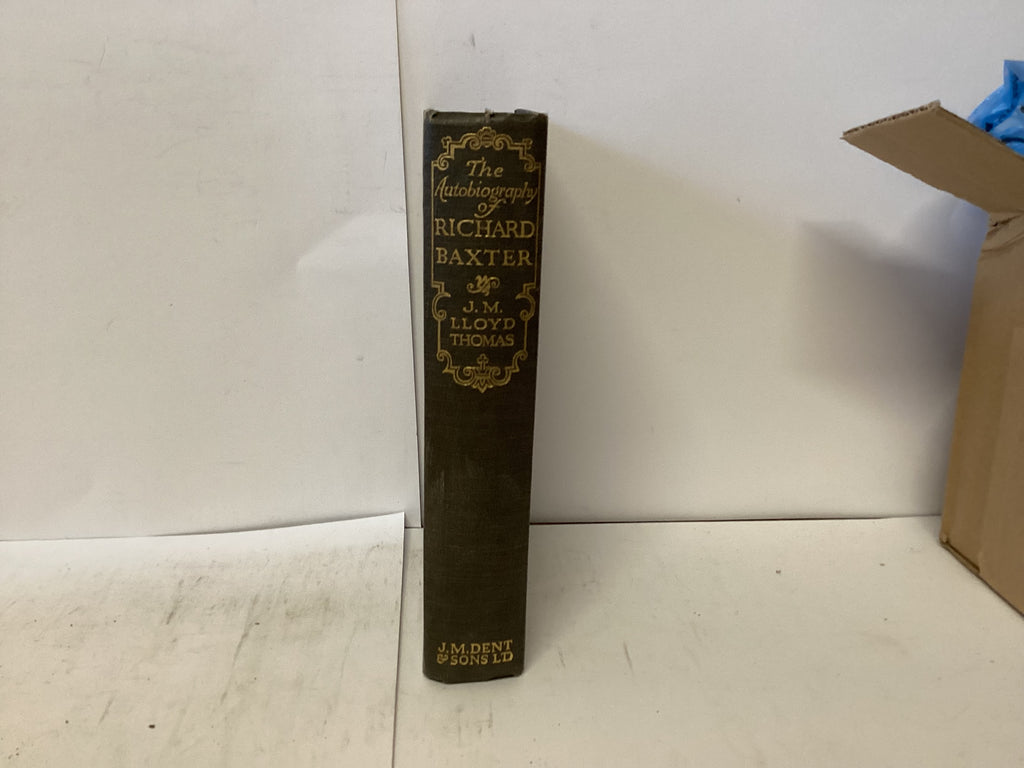 The
Autobiography
of
RICHARD
BAXTER
J. M.
LLOYD
THOMAS
J. M. DENT
& SONS LTD